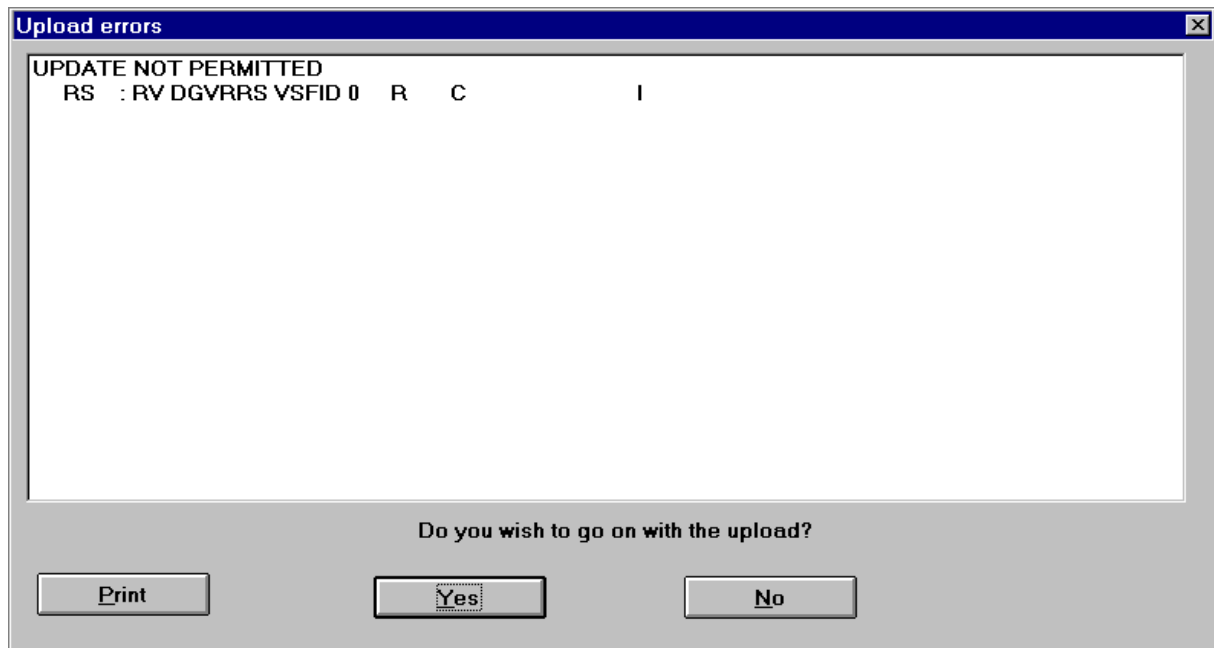 Upload errors
UPDATE NOT PERMITTED
RS : RV DGVRRS VSFID 0 R C I
Do you wish to go on with the upload?
Print Yes No